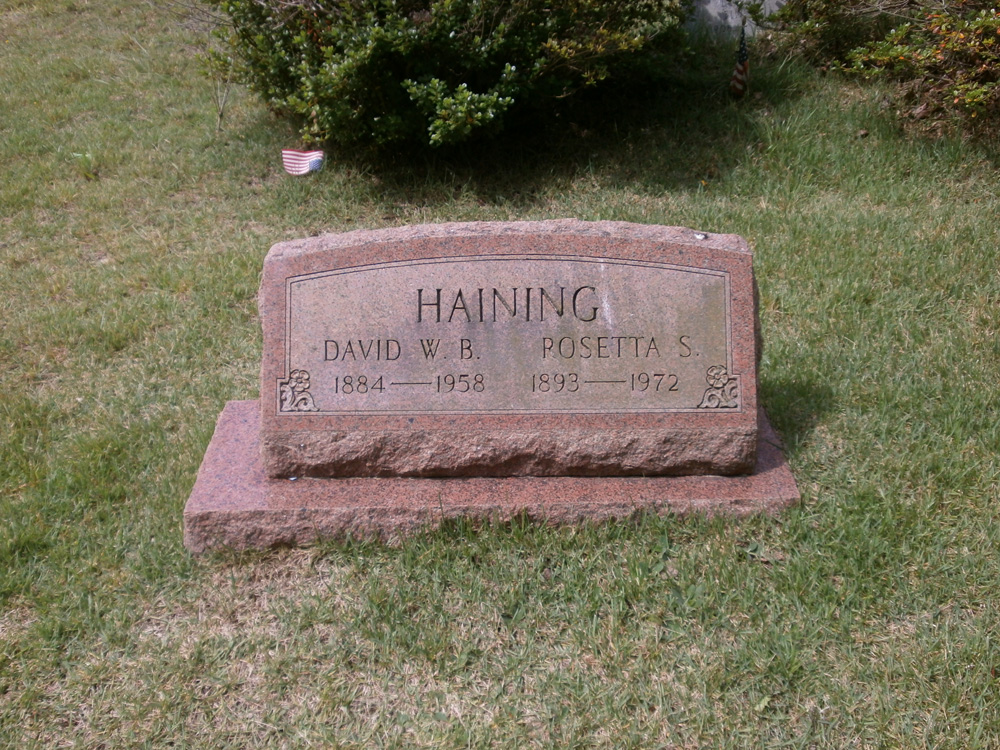 HAINING
DAVID W. B. ROSETTA S.
1884—1958 1893—1972